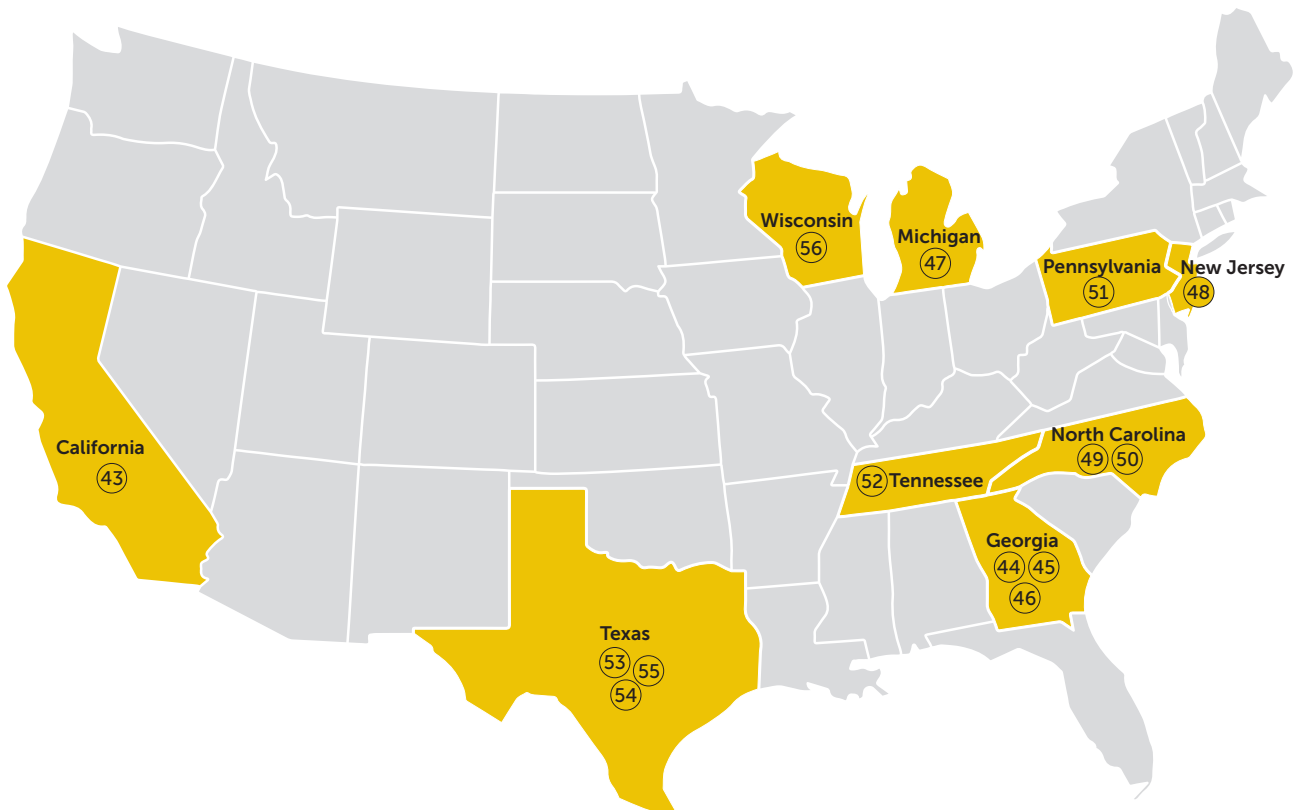 Wisconsin
56
Michigan
47
Pennsylvania
51
New Jersey
48
California
43
North Carolina
49 50
52 Tennessee
Georgia
44 45
46
Texas
53 55
54